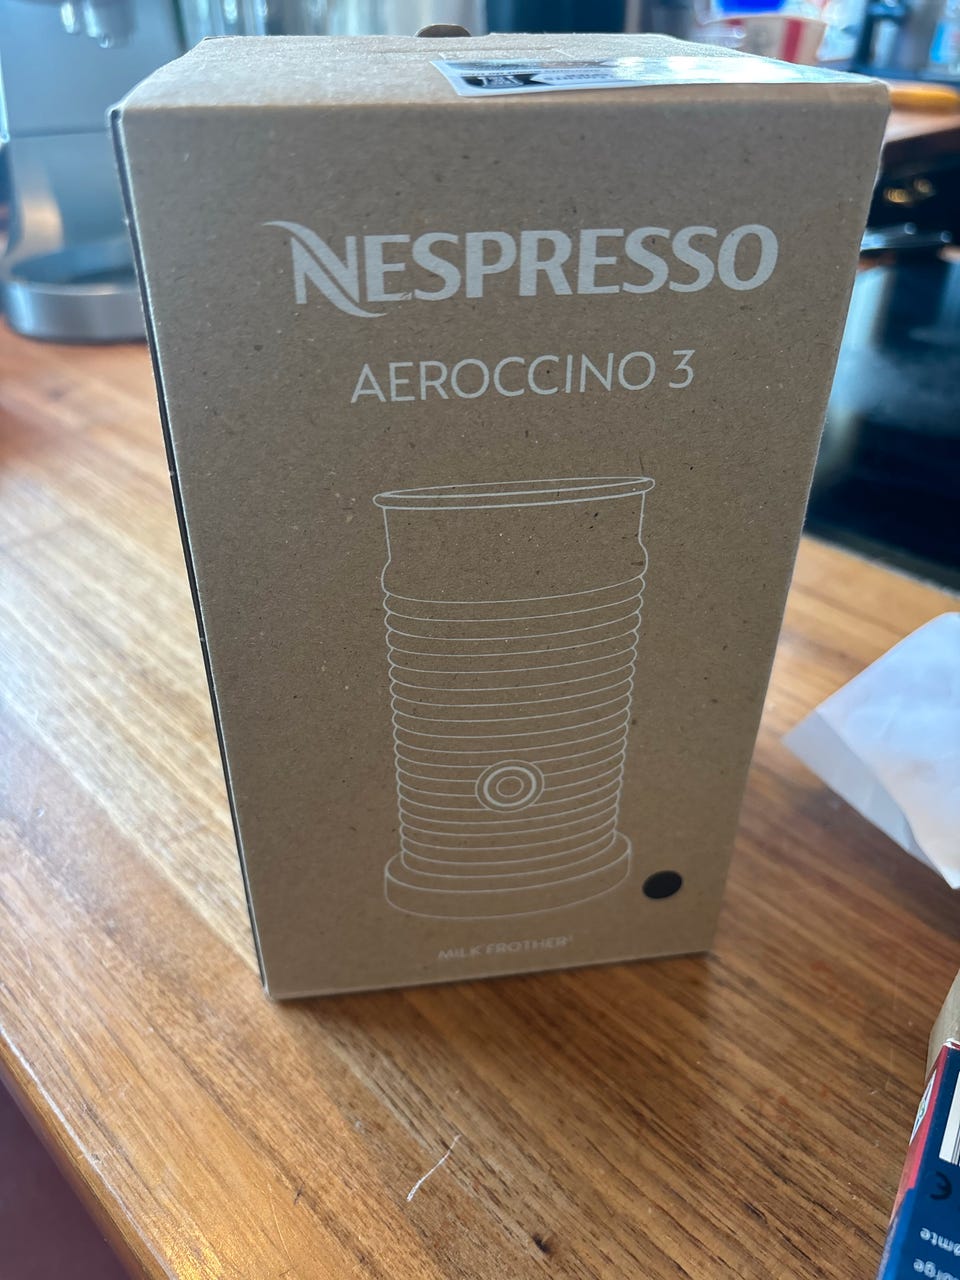 NESPRESSO
AEROCCINO 3
MILK FROTHER